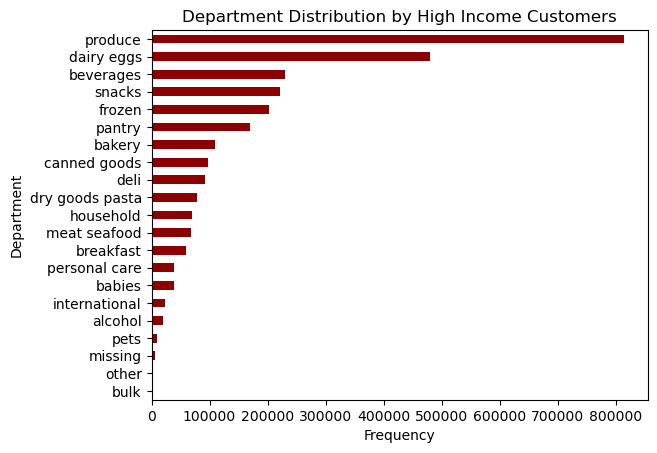 Department Distribution by High Income Customers
Department
produce
dairy eggs
beverages
snacks
frozen
pantry
bakery
canned goods
deli
dry goods pasta
household
meat seafood
breakfast
personal care
babies
international
alcohol
pets
missing
other
bulk
0 100000 200000 300000 400000 500000 600000 700000 800000
Frequency